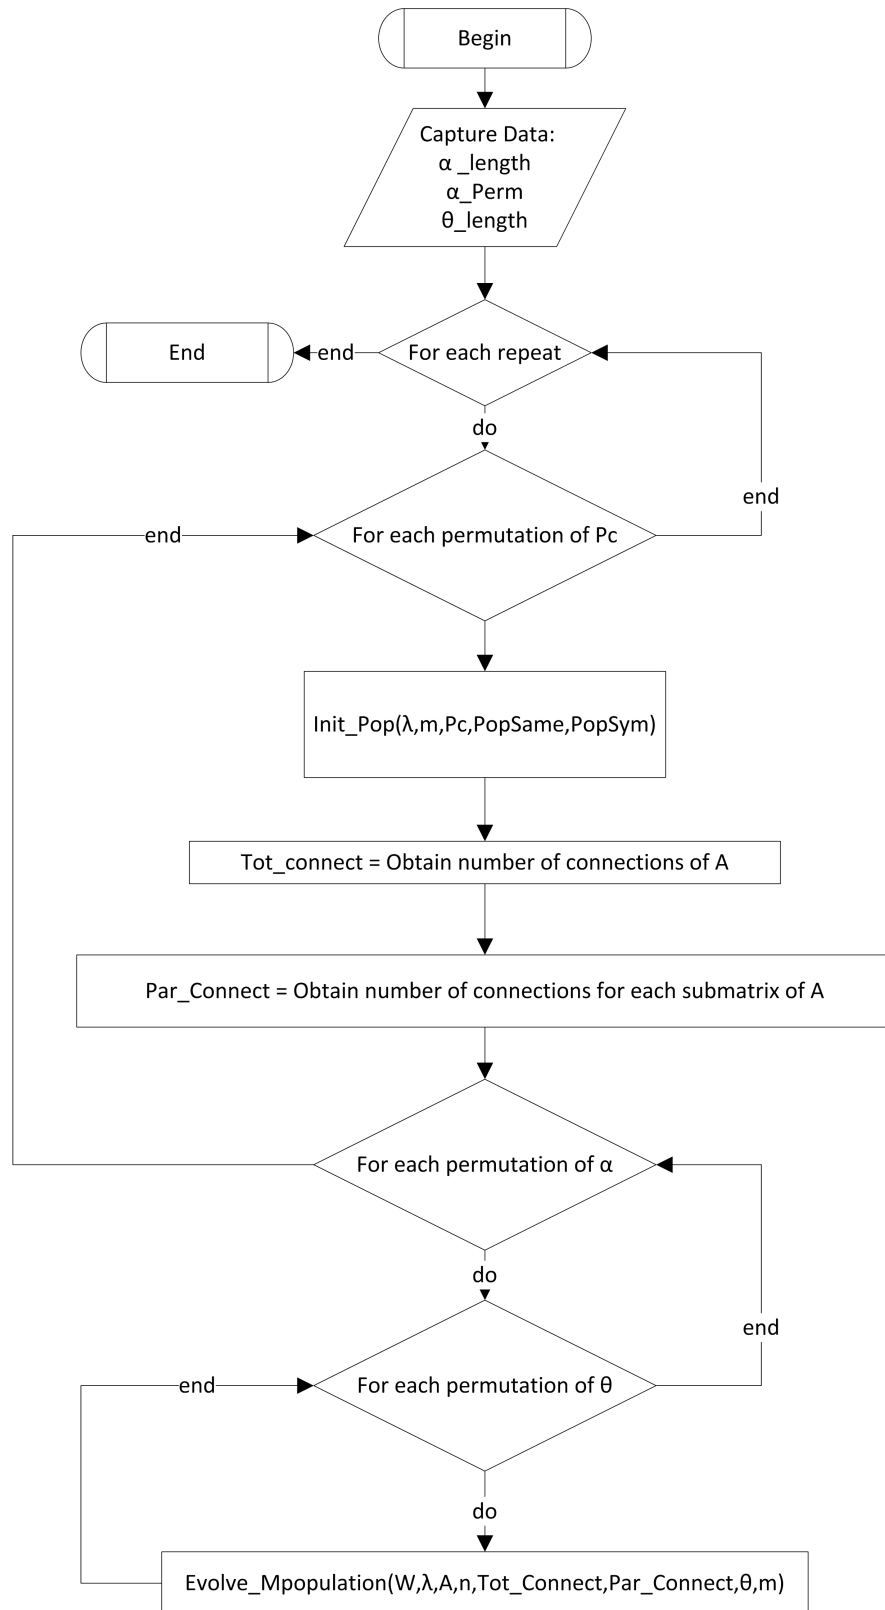 Begin
Capture Data:
α _length
α_Perm
θ_length
End
end
For each repeat
do
end
end
For each permutation of Pc
Init_Pop(λ,m,Pc,PopSame,PopSym)
Tot_connect = Obtain number of connections of A
Par_Connect = Obtain number of connections for each submatrix of A
For each permutation of α
do
end
end
For each permutation of θ
do
Evolve_Mpopulation(W,λ,A,n,Tot_Connect,Par_Connect,θ,m)